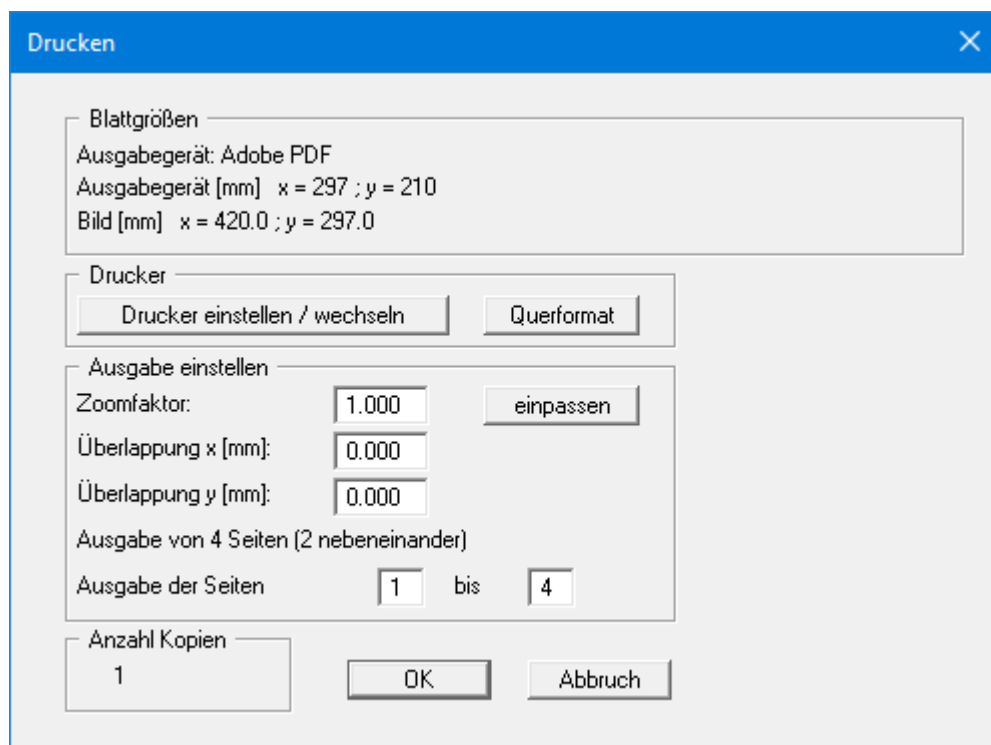 Drucken
Blattgrößen
Ausgabegerät: Adobe PDF
Ausgabegerät [mm] x = 297 ; y = 210
Bild [mm] x = 420.0 ; y = 297.0
Drucker
Drucker einstellen / wechseln Querformat
Ausgabe einstellen
Zoomfaktor: 1.000 einpassen
Überlappung x [mm]: 0.000
Überlappung y [mm]: 0.000
Ausgabe von 4 Seiten (2 nebeneinander)
Ausgabe der Seiten 1 bis 4
Anzahl Kopien
1 OK Abbruch